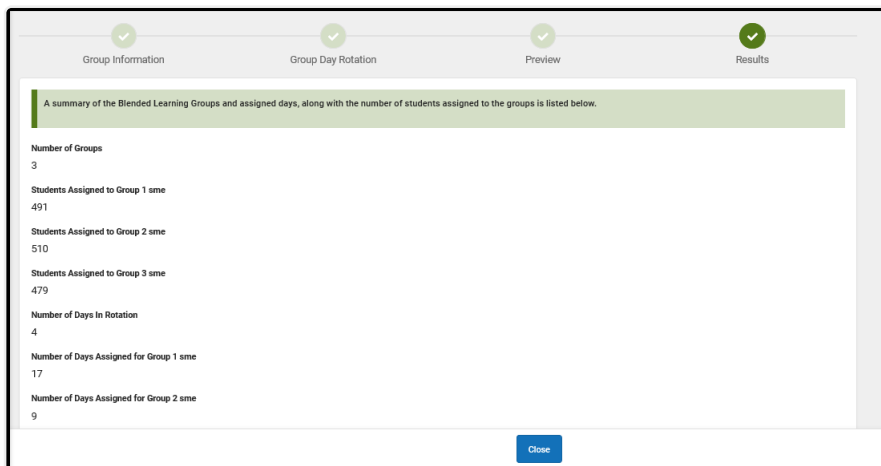 Group Information
Group Day Rotation
Preview
Results
A summary of the Blended Learning Groups and assigned days, along with the number of students assigned to the groups is listed below.
Number of Groups
3
Students Assigned to Group 1 sme
491
Students Assigned to Group 2 sme
510
Students Assigned to Group 3 sme
479
Number of Days In Rotation
4
Number of Days Assigned for Group 1 sme
17
Number of Days Assigned for Group 2 sme
9
Close